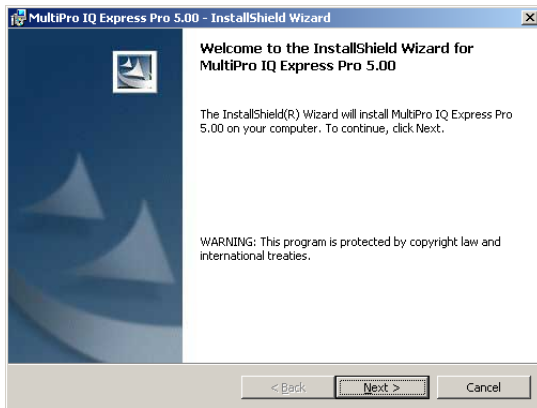 MultiPro IQ Express Pro 5.00 - InstallShield Wizard
Welcome to the InstallShield Wizard for
MultiPro IQ Express Pro 5.00
The InstallShield(R) Wizard will install MultiPro IQ Express Pro
5.00 on your computer. To continue, click Next.
WARNING: This program is protected by copyright law and
international treaties.
< Back
Next >
Cancel